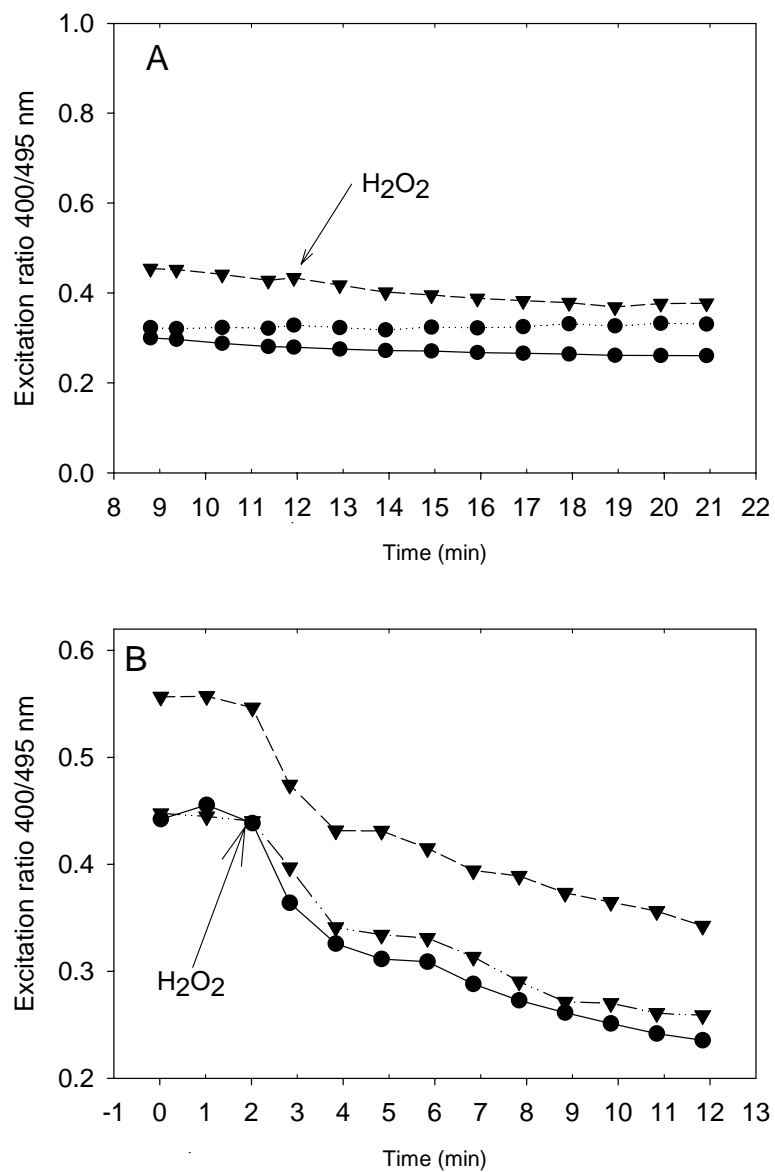 A
Excitation ratio 400/495 nm
1.0
0.8
0.6
0.4
0.2
0.0
H2O2
8 9 10 11 12 13 14 15 16 17 18 19 20 21 22
Time (min)
B
Excitation ratio 400/495 nm
0.6
0.5
0.4
0.3
0.2
H2O2
-1 0 1 2 3 4 5 6 7 8 9 10 11 12 13
Time (min)